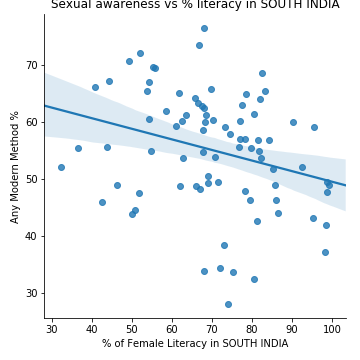 Sexual awareness vs % literacy in SOUTH INDIA
Any Modern Method %
70
60
50
40
30
30 40 50 60 70 80 90 100
% of Female Literacy in SOUTH INDIA